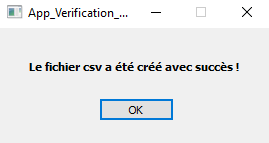 App_Verification_...
Le fichier csv a été créé avec succès !
OK